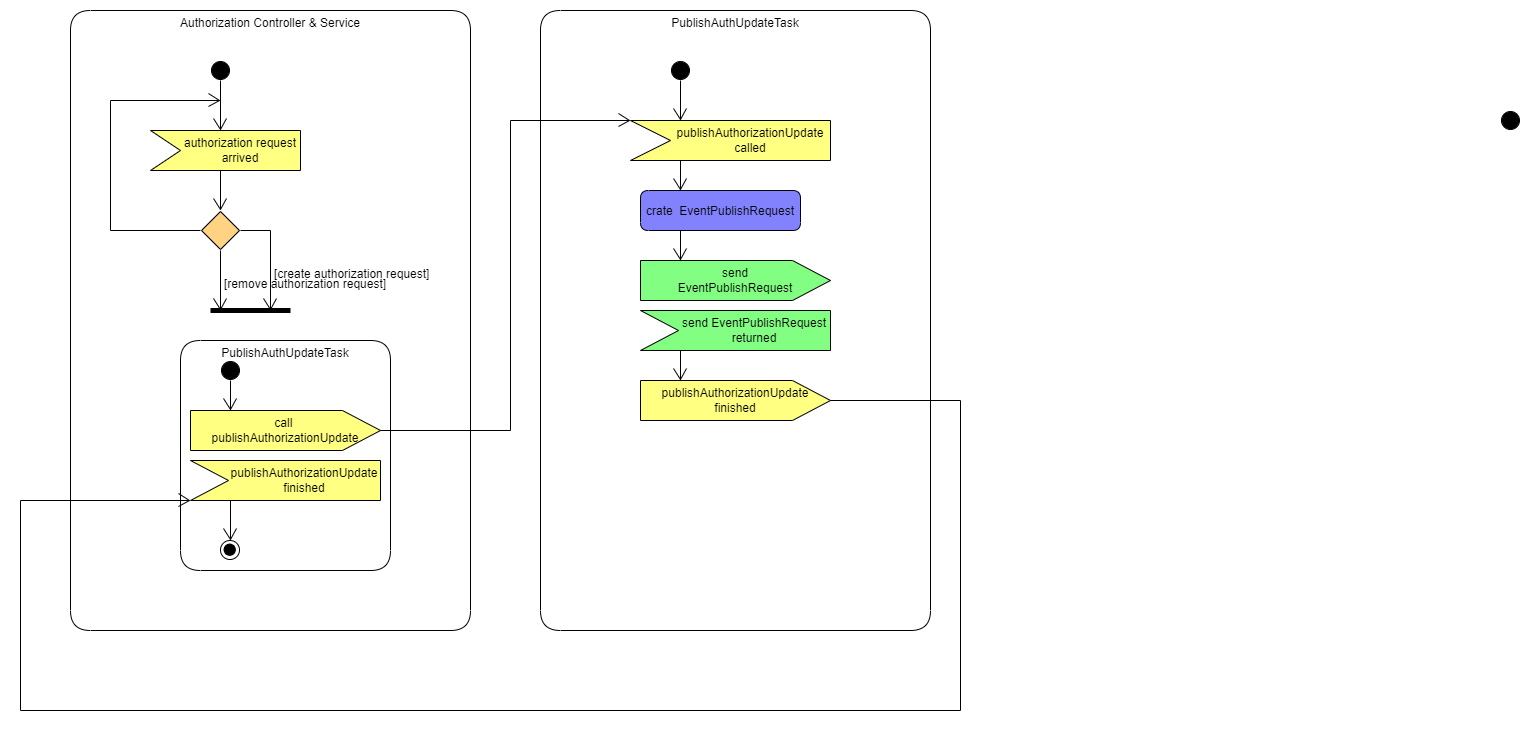 Authorization Controller & Service
authorization request
arrived
[create authorization request]
[remove authorization request]
PublishAuthUpdateTask
call
publishAuthorizationUpdate
publishAuthorizationUpdate
finished
PublishAuthUpdateTask
publishAuthorizationUpdate
called
crate  EventPublishRequest
send
EventPublishRequest
send EventPublishRequest
returned
publishAuthorizationUpdate
finished